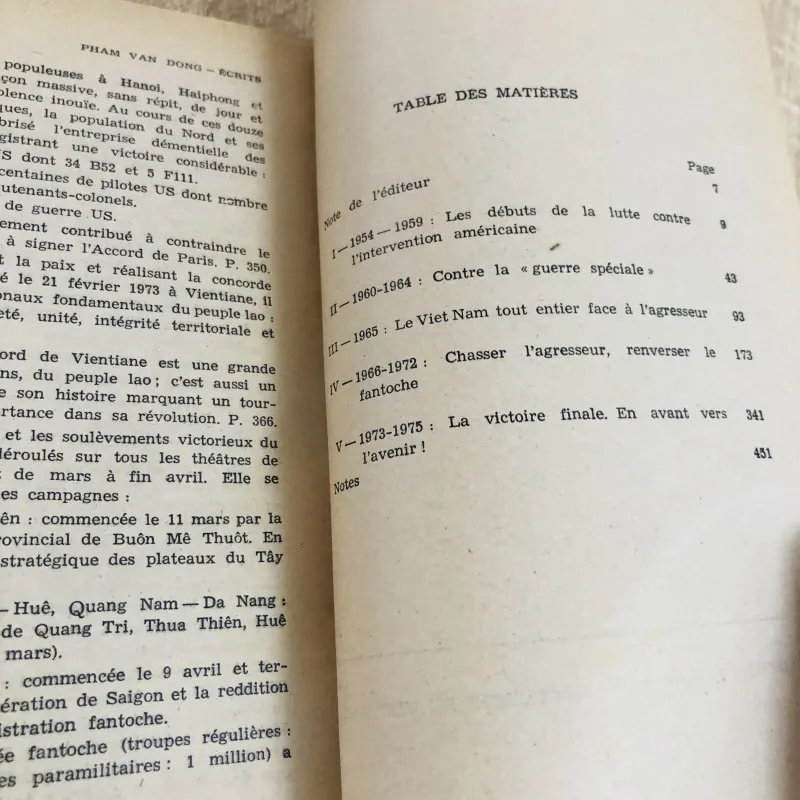 PHAM VAN DONG — ÉCRITS
populeuses à Hanoi, Haiphong et
çon massive, sans répit, de jour et
olence inouïe. Au cours de ces douze
ques, la population du Nord et ses
brisé l'entreprise démentielle des
gistrant une victoire considérable :
S dont 34 B52 et 5 F111.
centaines de pilotes US dont nombre
eutenants-colonels.
de guerre US.
ement contribué à contraindre le
à signer l'Accord de Paris. P. 350.
t la paix et réalisant la concorde
é le 21 février 1973 à Vientiane, il
onaux fondamentaux du peuple lao :
eté, unité, intégrité territoriale et
ord de Vientiane est une grande
ns, du peuple lao ; c'est aussi un
e son histoire marquant un tour-
ortance dans sa révolution. P. 366.
et les soulèvements victorieux du
déroulés sur tous les théâtres de
t de mars à fin avril. Elle se
es campagnes :
ên : commencée le 11 mars par la
rovincial de Buôn Mê Thuôt. En
stratégique des plateaux du Tây
— Huê, Quang Nam — Da Nang :
de Quang Tri, Thua Thiên, Huê
mars).
: commencée le 9 avril et ter-
ération de Saigon et la reddition
istration fantoche.
ée fantoche (troupes régulières :
es paramilitaires : 1 million) a
TABLE DES MATIÈRES
Page
Note de l'éditeur 7
I — 1954 — 1959 : Les débuts de la lutte contre 9
l'intervention américaine
II — 1960-1964 : Contre la « guerre spéciale » 43
III — 1965 : Le Viet Nam tout entier face à l'agresseur 93
IV — 1966-1972 : Chasser l'agresseur, renverser le 173
fantoche
V — 1973-1975 : La victoire finale. En avant vers 341
l'avenir !
Notes 451